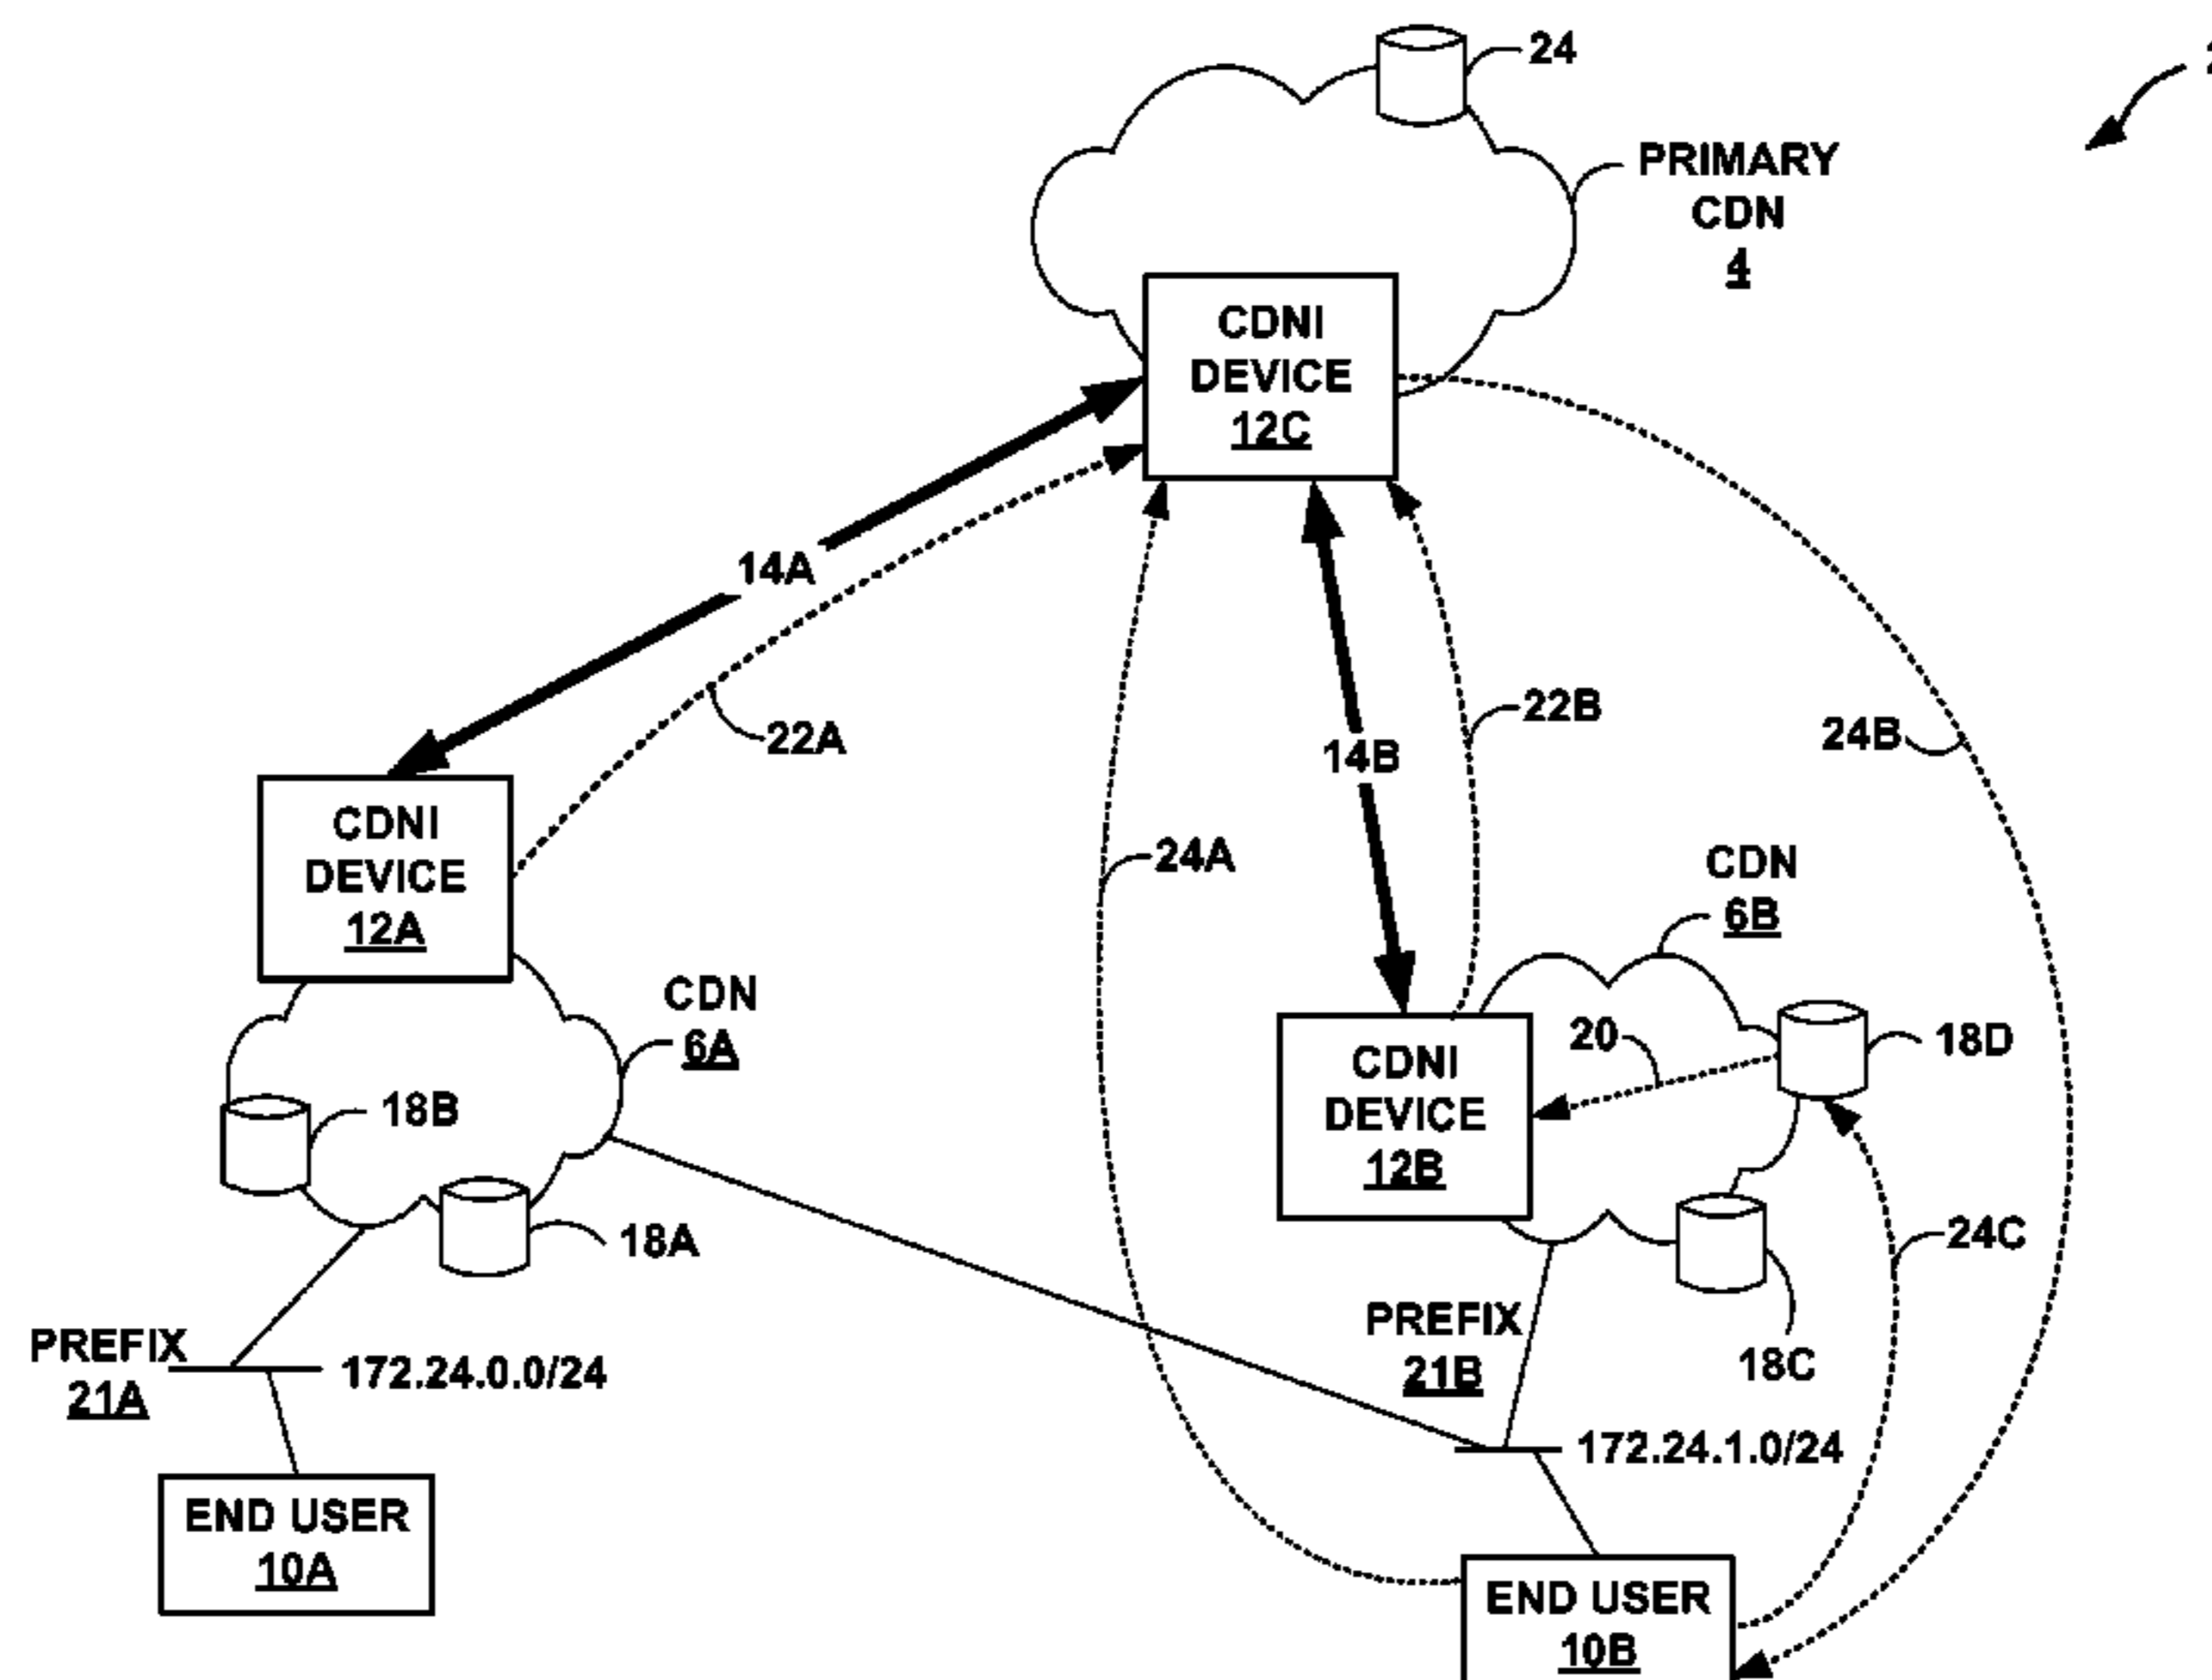 24
PRIMARY
CDN
4
CDNI
DEVICE
12C
14A
22A
22B
14B
24B
CDNI
DEVICE
12A
24A
CDN
6B
CDN
6A
20
18D
CDNI
DEVICE
12B
18B
18A
24C
PREFIX
21A
172.24.0.0/24
PREFIX
21B
18C
172.24.1.0/24
END USER
10A
END USER
10B